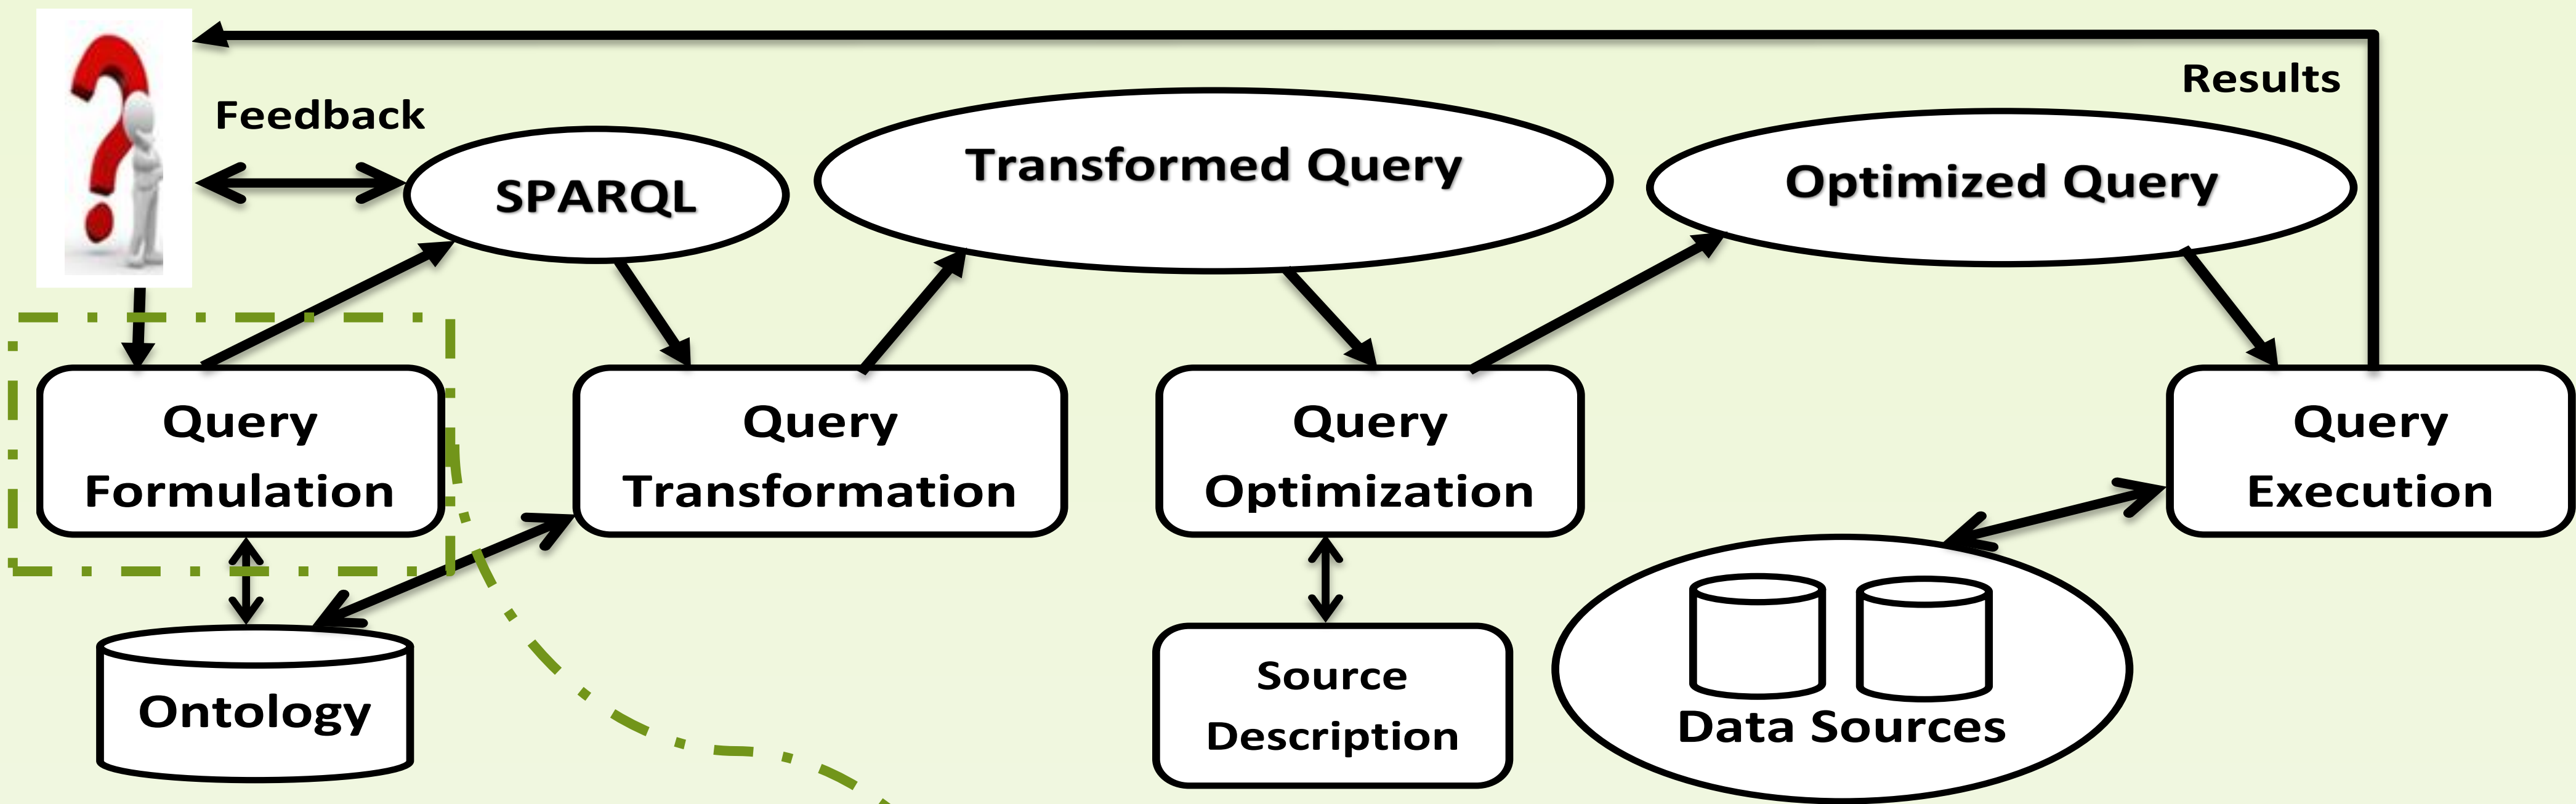 Results
Feedback
SPARQL
Transformed Query
Optimized Query
Query
Formulation
Query
Transformation
Query
Optimization
Query
Execution
Ontology
Source
Description
Data Sources